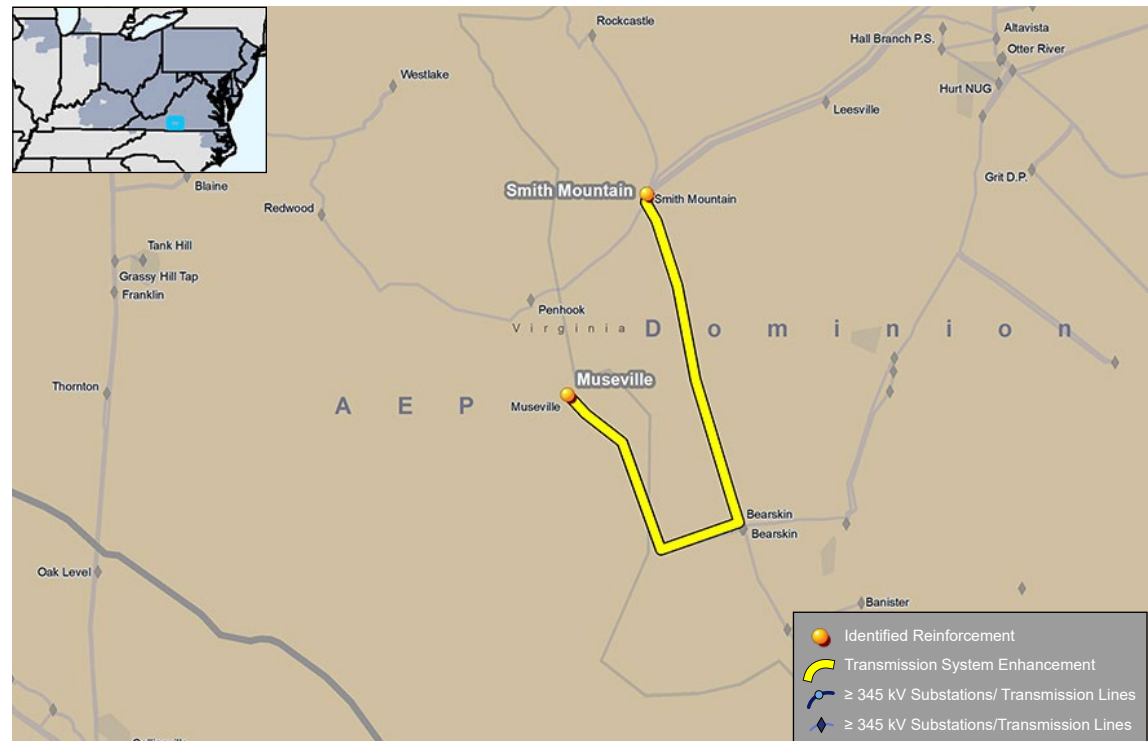 Rockcastle
Altavista
Hall Branch P.S.
Otter River
Westlake
Hurt NUG
Leesville
Grit D.P.
Blaine
Smith Mountain
Smith Mountain
Redwood
Tank Hill
Grassy Hill Tap
Franklin
Penhook
Virginia
Dominion
Museville
Thornton
AEP
Museville
Bearskin
Bearskin
Oak Level
Banister
Identified Reinforcement
Transmission System Enhancement
≥ 345 kV Substations/ Transmission Lines
≥ 345 kV Substations/Transmission Lines